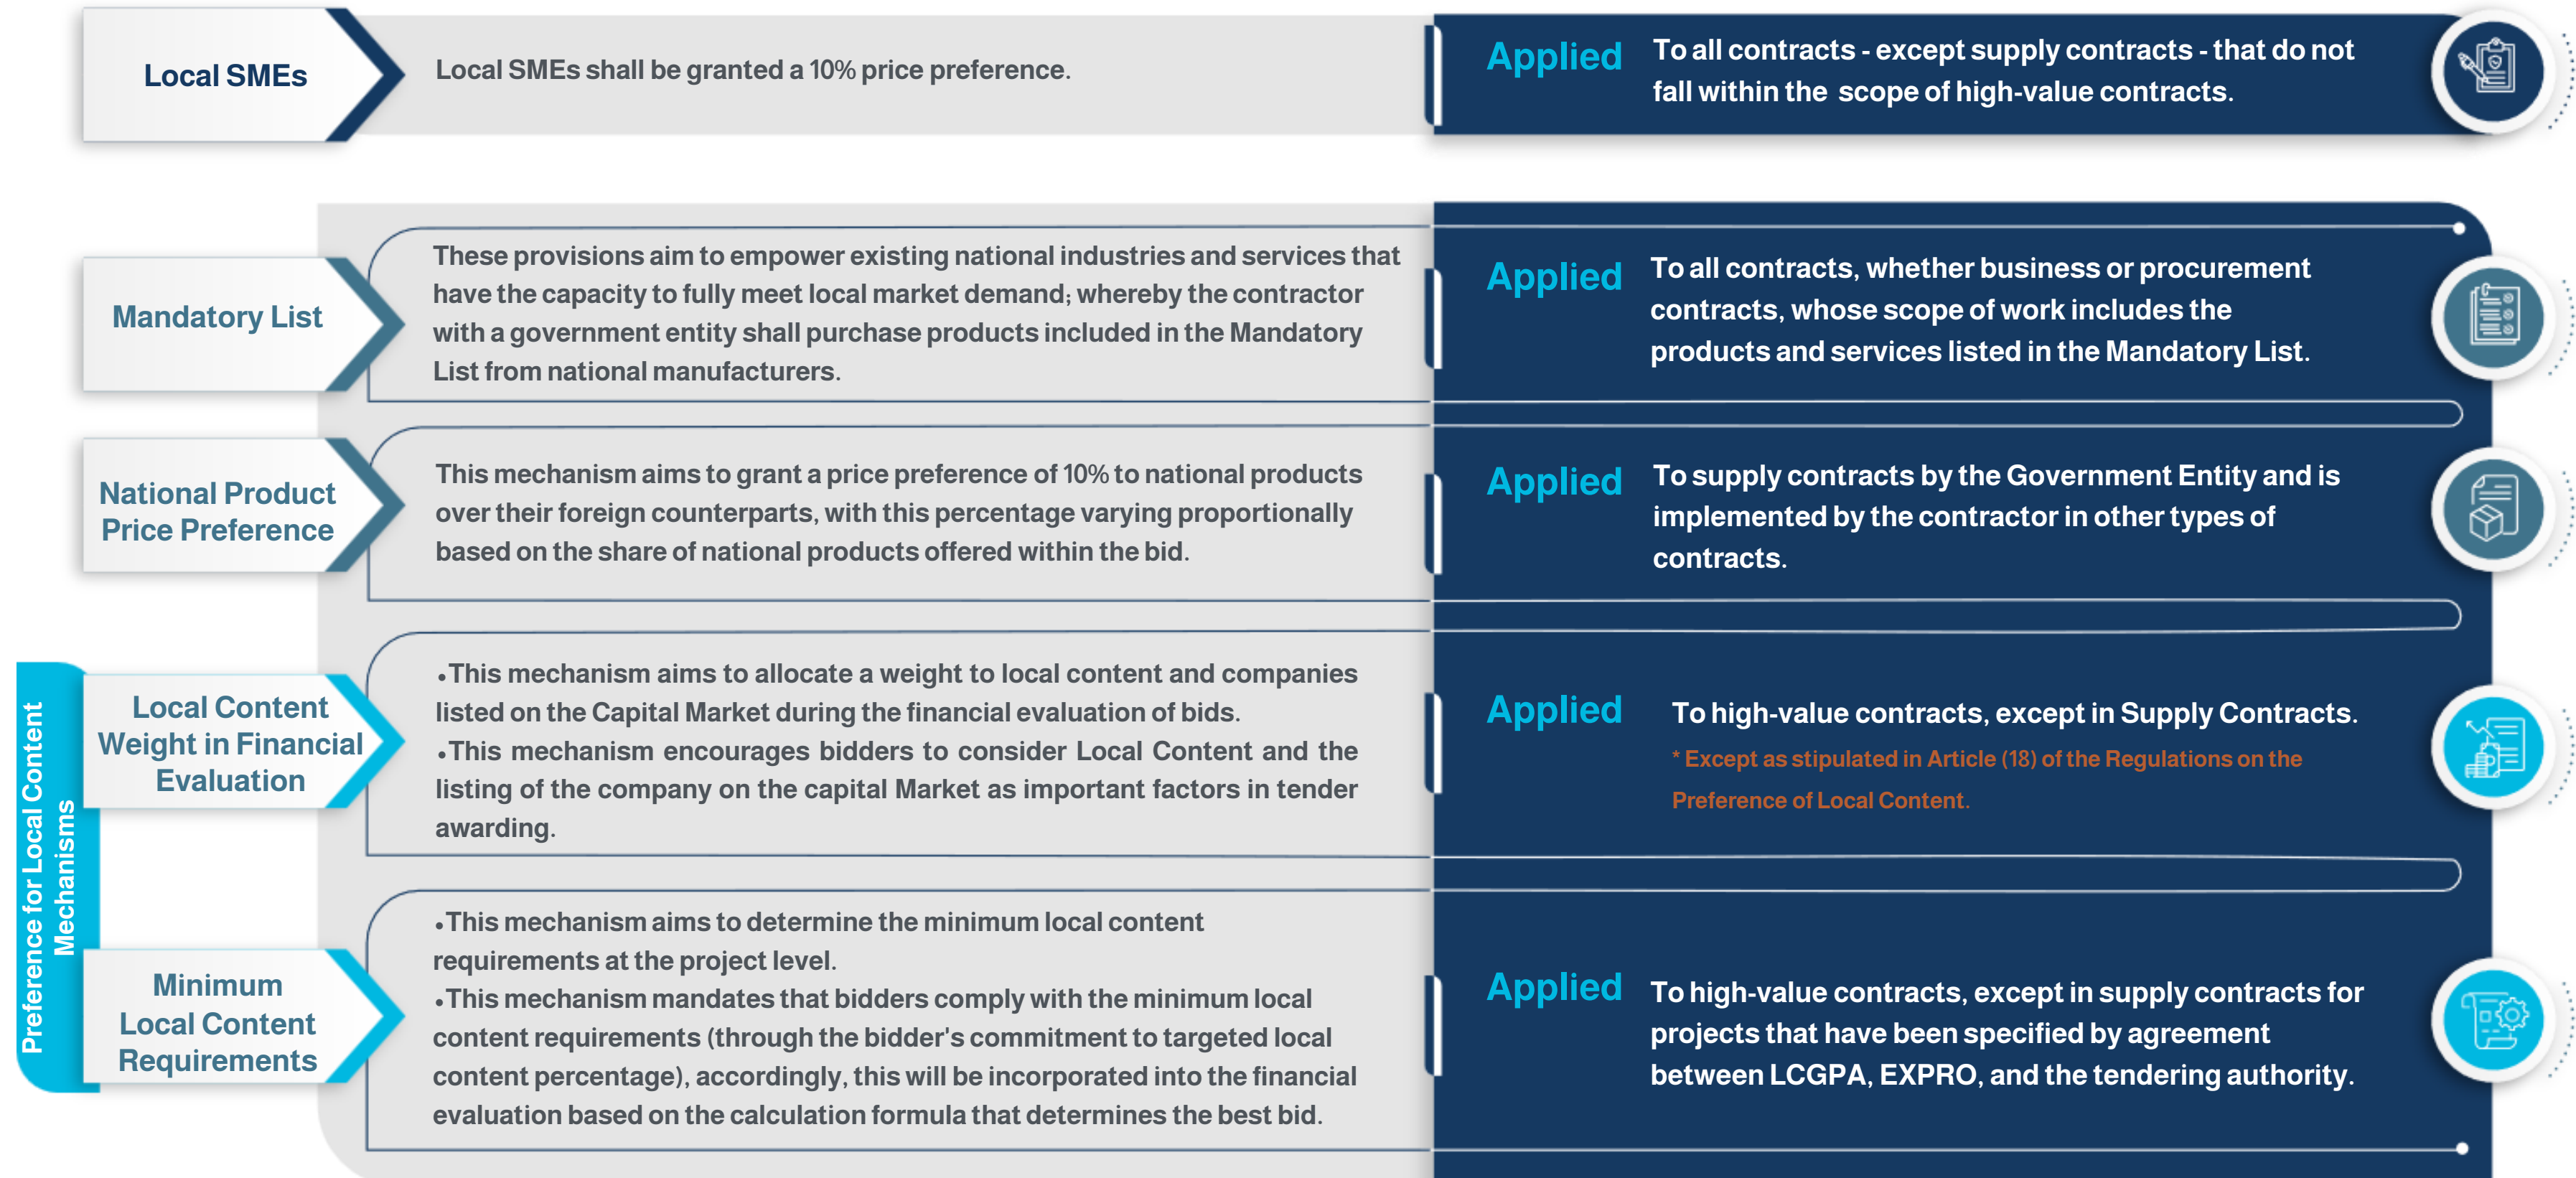 Local SMEs
Local SMEs shall be granted a 10% price preference.
Applied
To all contracts - except supply contracts - that do not
fall within the scope of high-value contracts.
Mandatory List
These provisions aim to empower existing national industries and services that
have the capacity to fully meet local market demand; whereby the contractor
with a government entity shall purchase products included in the Mandatory
List from national manufacturers.
Applied
To all contracts, whether business or procurement
contracts, whose scope of work includes the
products and services listed in the Mandatory List.
National Product
Price Preference
This mechanism aims to grant a price preference of 10% to national products
over their foreign counterparts, with this percentage varying proportionally
based on the share of national products offered within the bid.
Applied
To supply contracts by the Government Entity and is
implemented by the contractor in other types of
contracts.
Preference for Local Content
Mechanisms
Local Content
Weight in Financial
Evaluation
•This mechanism aims to allocate a weight to local content and companies
listed on the Capital Market during the financial evaluation of bids.
•This mechanism encourages bidders to consider Local Content and the
listing of the company on the capital Market as important factors in tender
awarding.
Applied
To high-value contracts, except in Supply Contracts.
* Except as stipulated in Article (18) of the Regulations on the
Preference of Local Content.
Minimum
Local Content
Requirements
•This mechanism aims to determine the minimum local content
requirements at the project level.
•This mechanism mandates that bidders comply with the minimum local
content requirements (through the bidder's commitment to targeted local
content percentage), accordingly, this will be incorporated into the financial
evaluation based on the calculation formula that determines the best bid.
Applied
To high-value contracts, except in supply contracts for
projects that have been specified by agreement
between LCGPA, EXPRO, and the tendering authority.